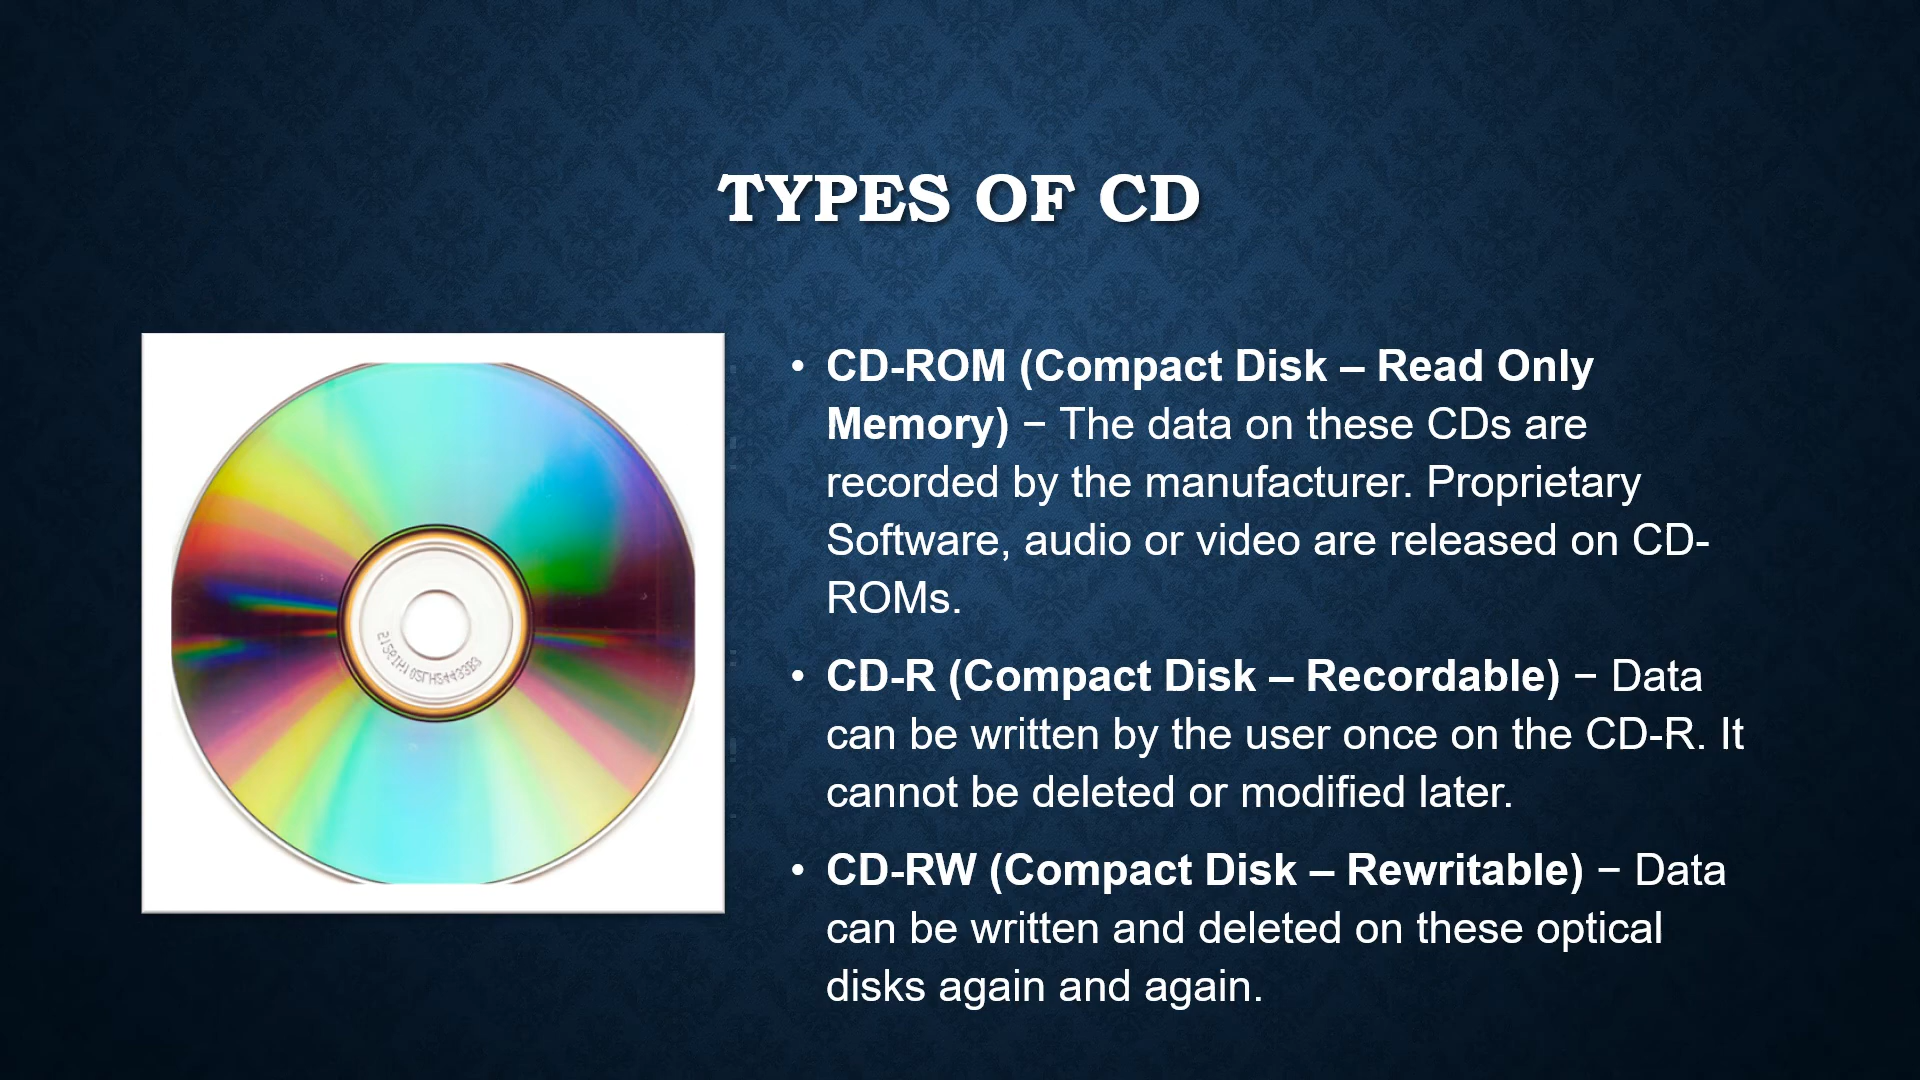 TYPES OF CD
• CD-ROM (Compact Disk – Read Only
Memory) − The data on these CDs are
recorded by the manufacturer. Proprietary
Software, audio or video are released on CD-
ROMs.
• CD-R (Compact Disk – Recordable) − Data
can be written by the user once on the CD-R. It
cannot be deleted or modified later.
• CD-RW (Compact Disk – Rewritable) − Data
can be written and deleted on these optical
disks again and again.